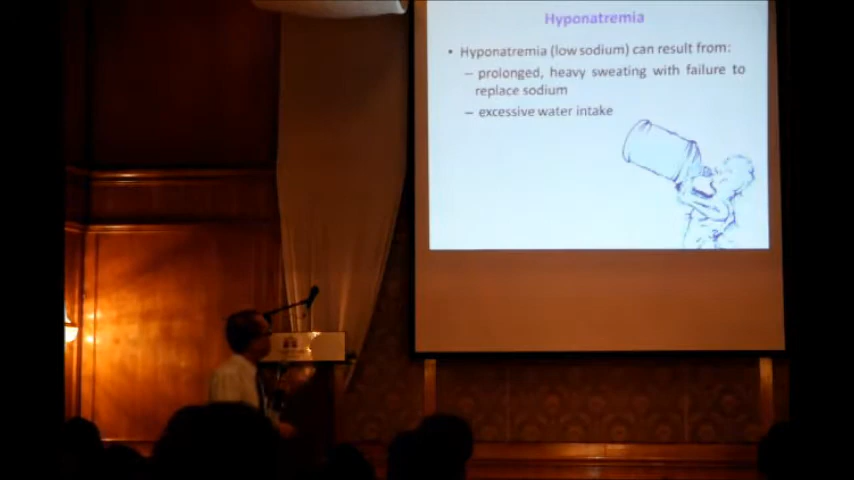 Hyponatremia
• Hyponatremia (low sodium) can result from:
– prolonged, heavy sweating with failure to
replace sodium
– excessive water intake